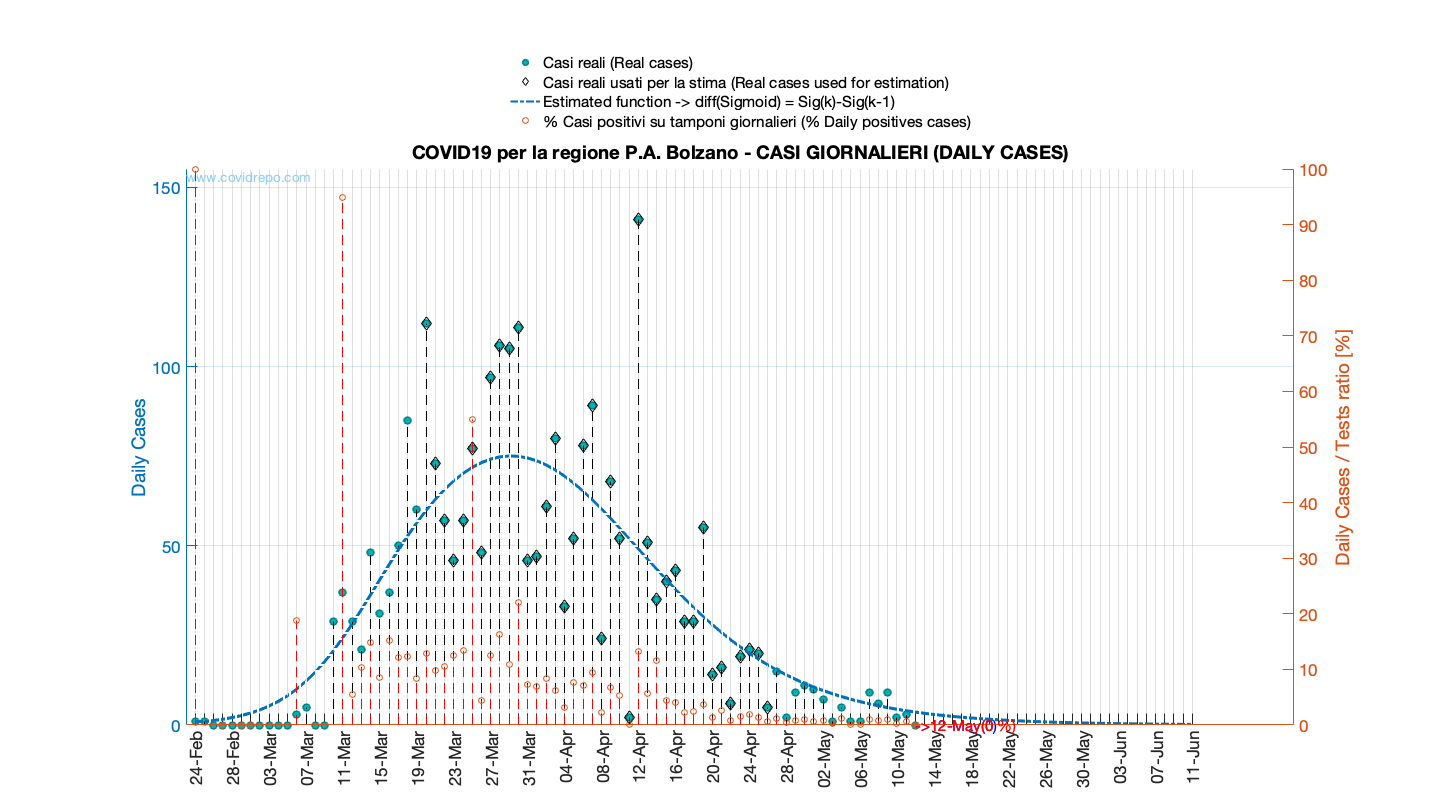 Casi reali (Real cases)
Casi reali usati per la stima (Real cases used for estimation)
Estimated function -> diff(Sigmoid) = Sig(k)-Sig(k-1)
% Casi positivi su tamponi giornalieri (% Daily positives cases)
COVID19 per la regione P.A. Bolzano - CASI GIORNALIERI (DAILY CASES)
www.covidrepo.com
150
100
50
0
Daily Cases
100
90
80
70
60
50
40
30
20
10
0
Daily Cases / Tests ratio [%]
->12-May(0)%)
24-Feb
28-Feb
03-Mar
07-Mar
11-Mar
15-Mar
19-Mar
23-Mar
27-Mar
31-Mar
04-Apr
08-Apr
12-Apr
16-Apr
20-Apr
24-Apr
28-Apr
02-May
06-May
10-May
14-May
18-May
22-May
26-May
30-May
03-Jun
07-Jun
11-Jun